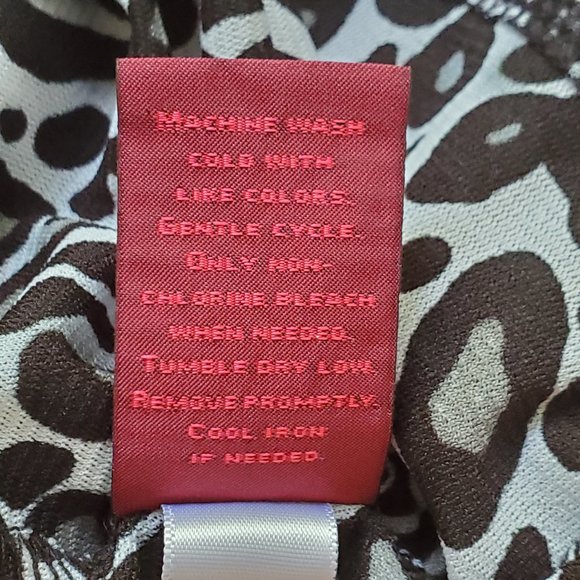 MACHINE WASH
COLD WITH
LIKE COLORS.
GENTLE CYCLE.
ONLY NON-
CHLORINE BLEACH
WHEN NEEDED.
TUMBLE DRY LOW.
REMOVE PROMPTLY.
COOL IRON
IF NEEDED.